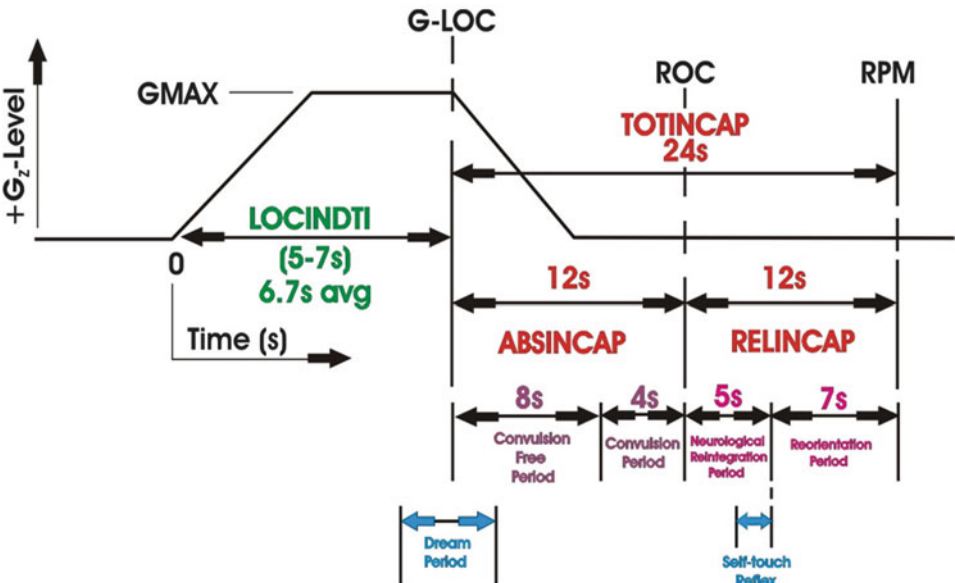 G-LOC
+Gz-Level
GMAX
ROC
RPM
TOTINCAP
24s
LOCINDTI
(5-7s)
6.7s avg
0
Time (s)
12s
12s
ABSINCAP
RELINCAP
8s
4s
5s
7s
Convulsion
Free
Period
Convulsion
Period
Neurological
Reintegration
Period
Reorientation
Period
Dream
Period
Self-touch
Reflex